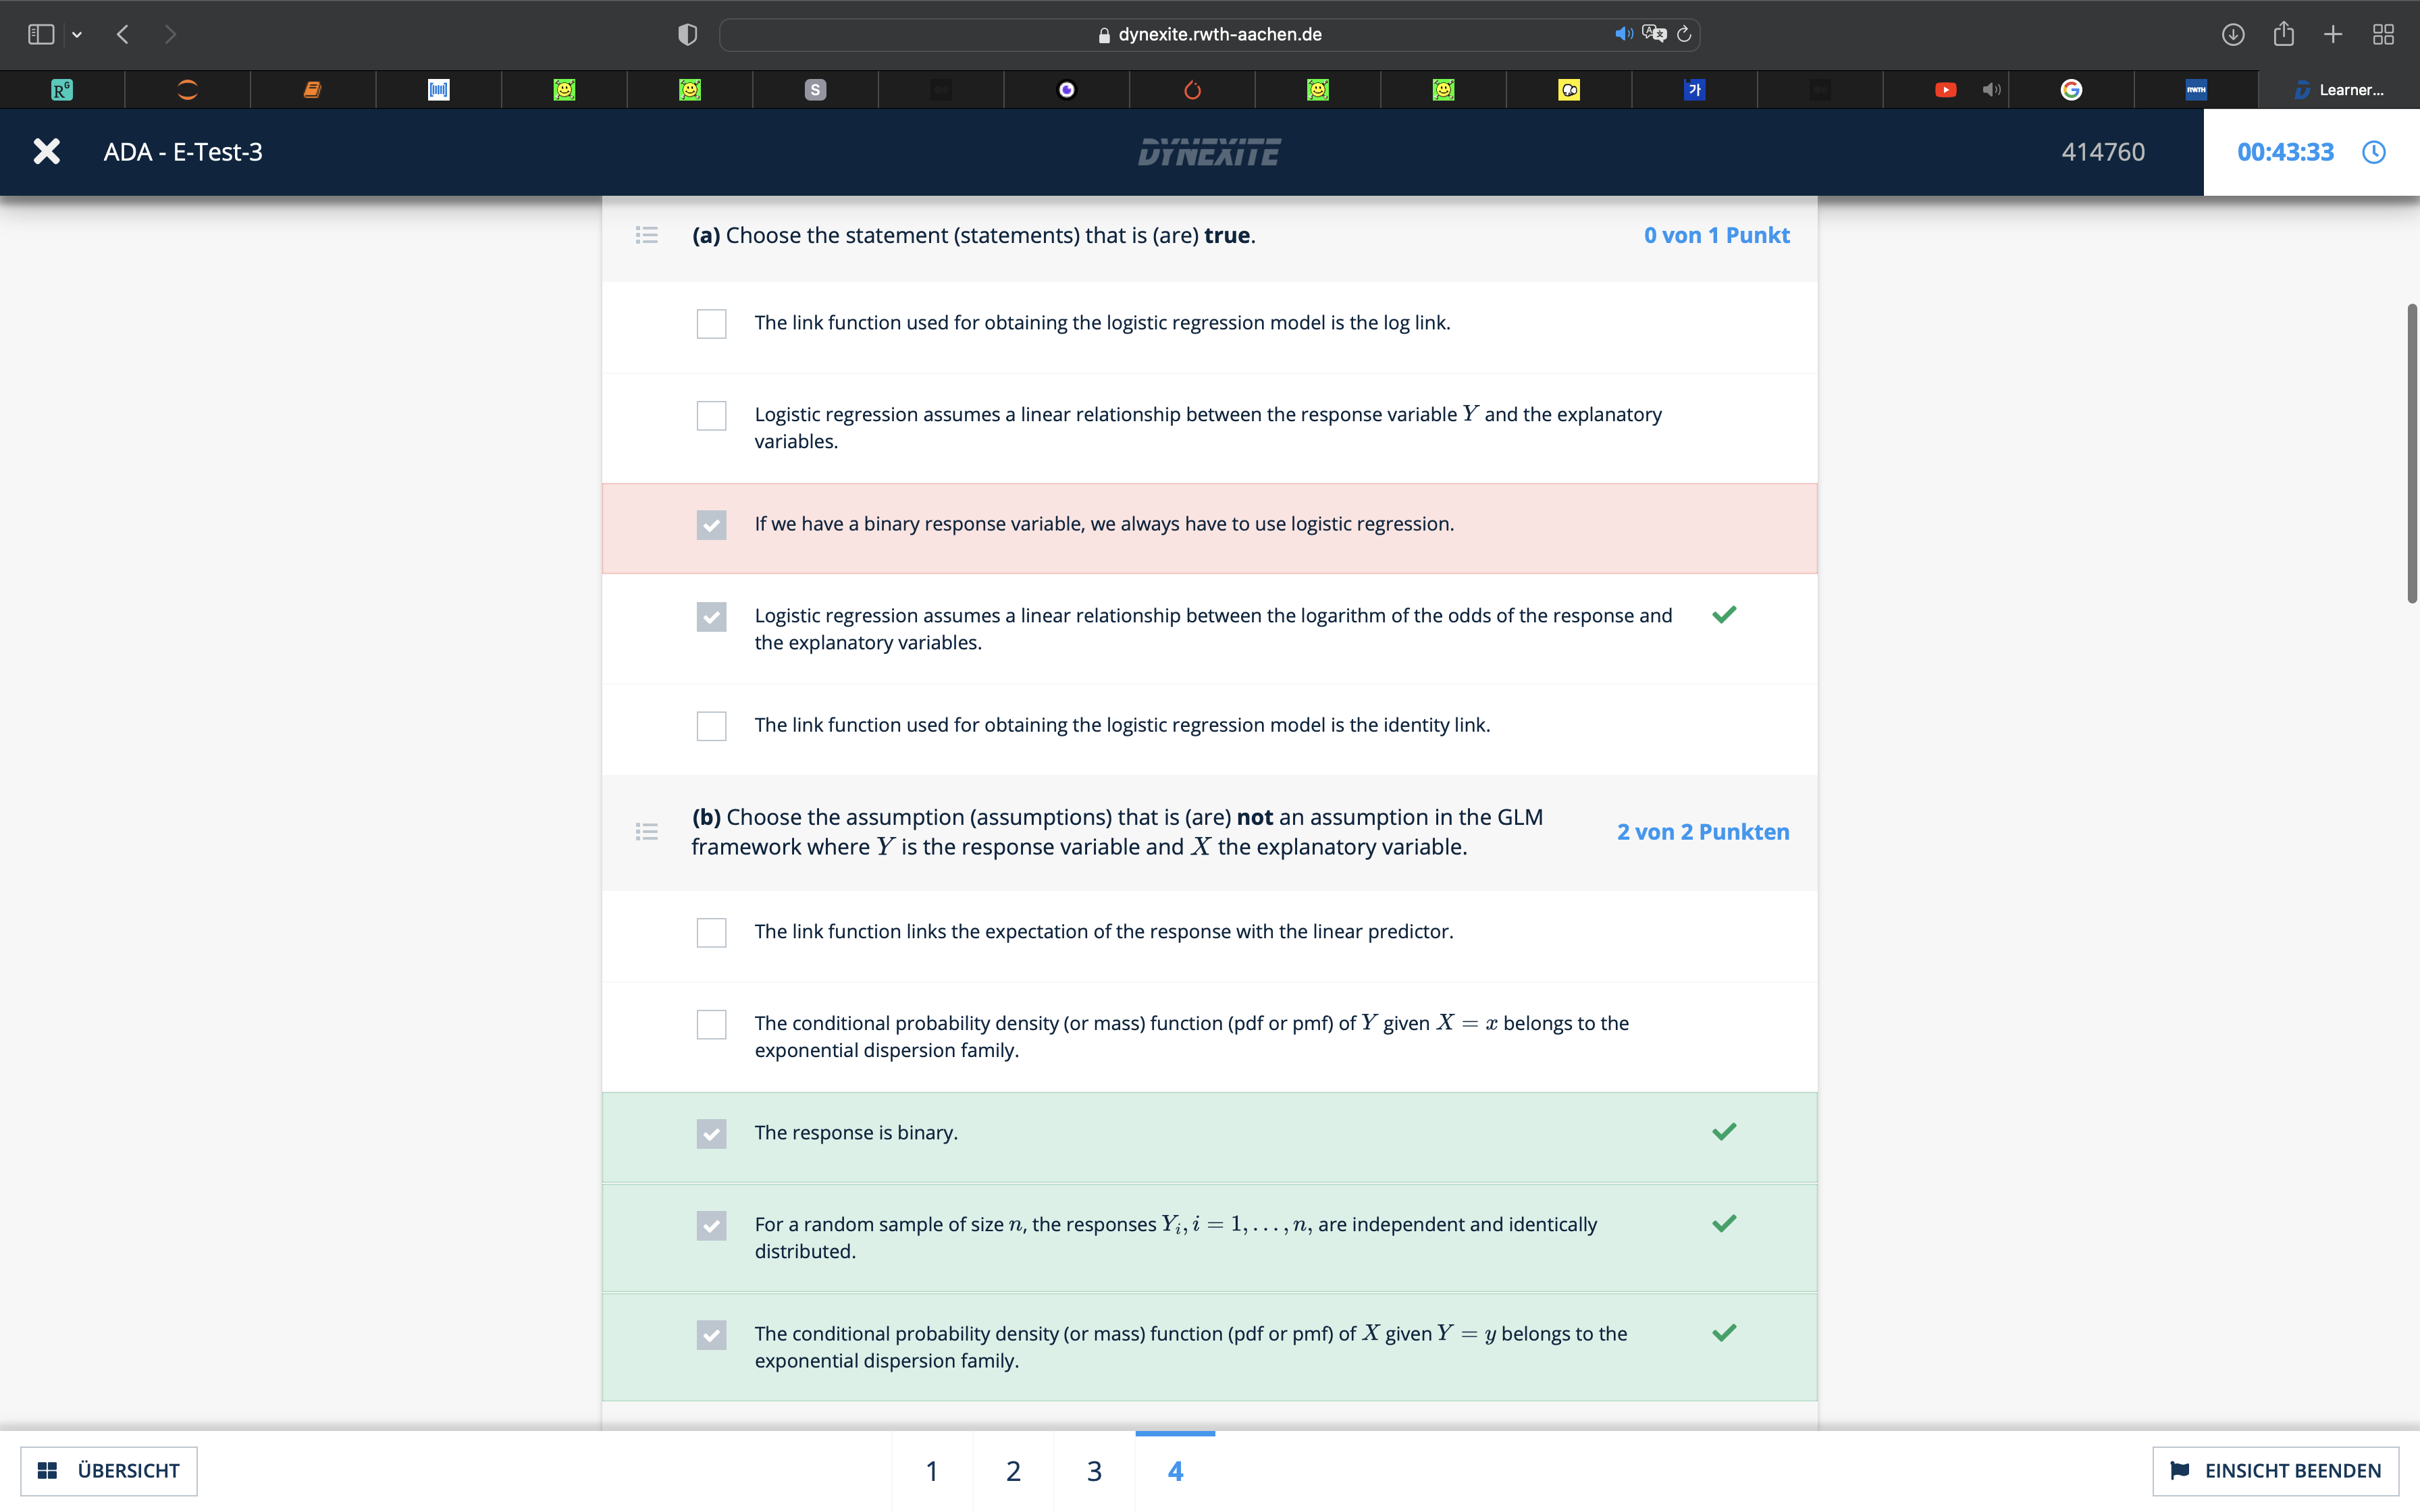 dynexite.rwth-aachen.de
R G
S
가
G
RWTH
Learner...
ADA - E-Test-3
DYNEXITE
414760
00:43:33
(a) Choose the statement (statements) that is (are) true.
0 von 1 Punkt
The link function used for obtaining the logistic regression model is the log link.
Logistic regression assumes a linear relationship between the response variable Y and the explanatory
variables.
If we have a binary response variable, we always have to use logistic regression.
Logistic regression assumes a linear relationship between the logarithm of the odds of the response and
the explanatory variables.
The link function used for obtaining the logistic regression model is the identity link.
(b) Choose the assumption (assumptions) that is (are) not an assumption in the GLM
framework where Y is the response variable and X the explanatory variable.
2 von 2 Punkten
The link function links the expectation of the response with the linear predictor.
The conditional probability density (or mass) function (pdf or pmf) of Y given X = x belongs to the
exponential dispersion family.
The response is binary.
For a random sample of size n, the responses Y_i, i = 1, . . . , n, are independent and identically
distributed.
The conditional probability density (or mass) function (pdf or pmf) of X given Y = y belongs to the
exponential dispersion family.
ÜBERSICHT
1
2
3
4
EINSICHT BEENDEN